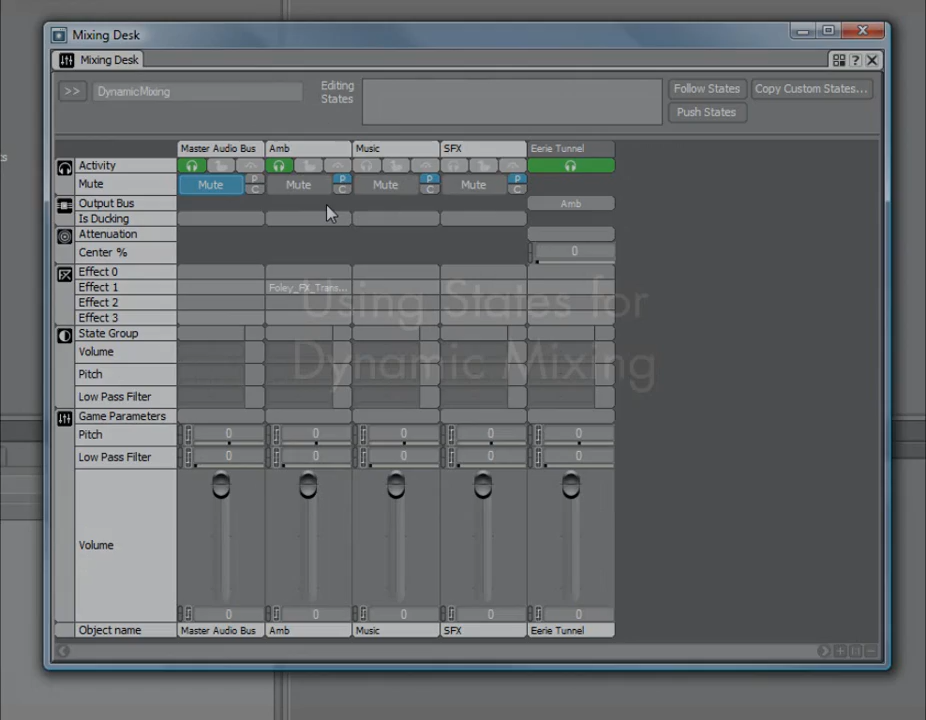 Mixing Desk
Mixing Desk
>> DynamicMixing Editing States Follow States Copy Custom States...
Push States
Master Audio Bus Amb Music SFX Eerie Tunnel
Activity
Mute Mute P C Mute P C Mute P C Mute P C
Output Bus Amb
Is Ducking
Attenuation
Center % 0
Effect 0
Effect 1 Foley_FX_Trans...
Effect 2
Effect 3
Using States for
Dynamic Mixing
State Group
Volume
Pitch
Low Pass Filter
Game Parameters
Pitch 0 0 0 0 0
Low Pass Filter 0 0 0 0 0
Volume
0 0 0 0 0
Object name Master Audio Bus Amb Music SFX Eerie Tunnel